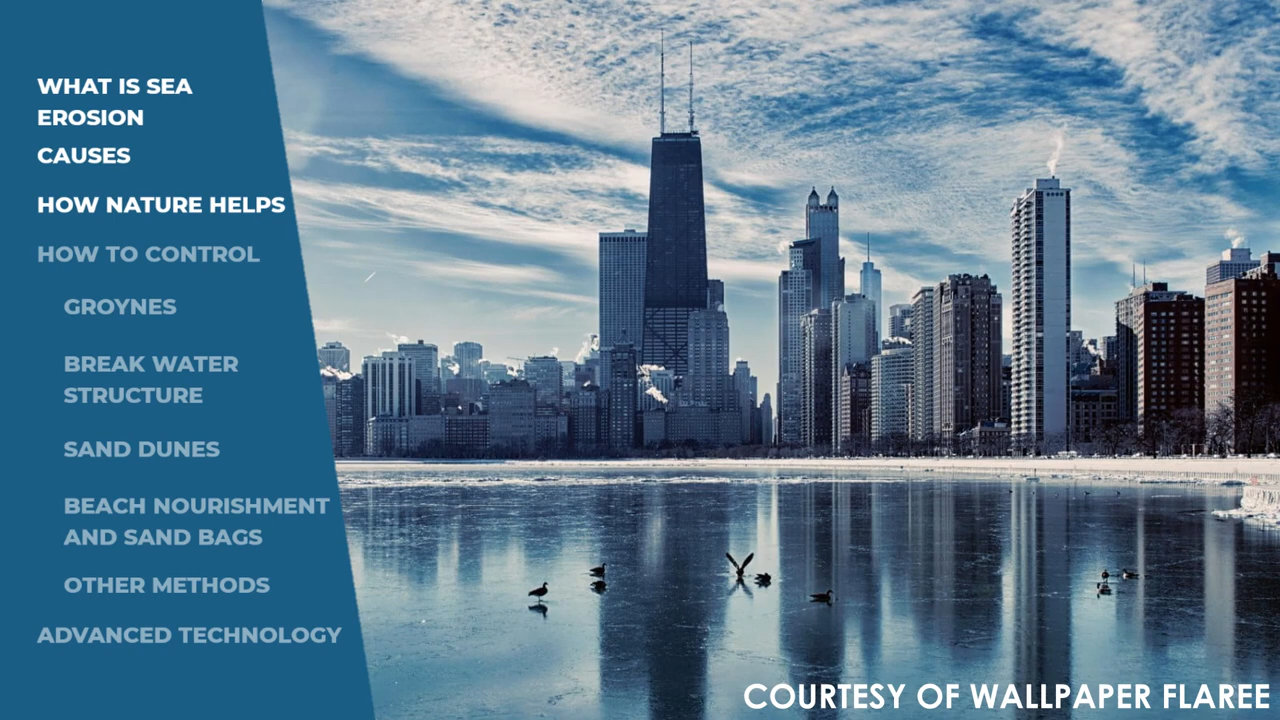 WHAT IS SEA
EROSION
CAUSES
HOW NATURE HELPS
HOW TO CONTROL
GROYNES
BREAK WATER
STRUCTURE
SAND DUNES
BEACH NOURISHMENT
AND SAND BAGS
OTHER METHODS
ADVANCED TECHNOLOGY
COURTESY OF WALLPAPER FLAREE